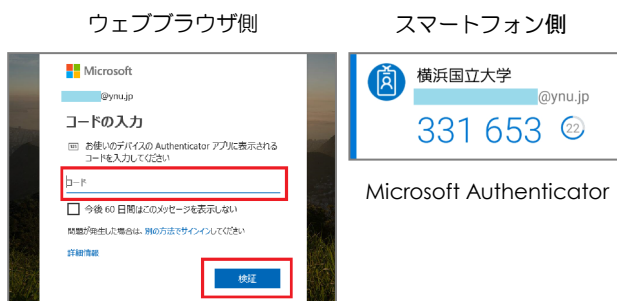 ウェブブラウザ側
Microsoft
@ynu.jp
コードの入力
お使いのデバイスの Authenticator アプリに表示される
コードを入力してください
コード
今後 60 日間はこのメッセージを表示しない
問題が発生した場合は、別の方法でサインインしてください
詳細情報
検証
スマートフォン側
横浜国立大学
@ynu.jp
331 653
22
Microsoft Authenticator